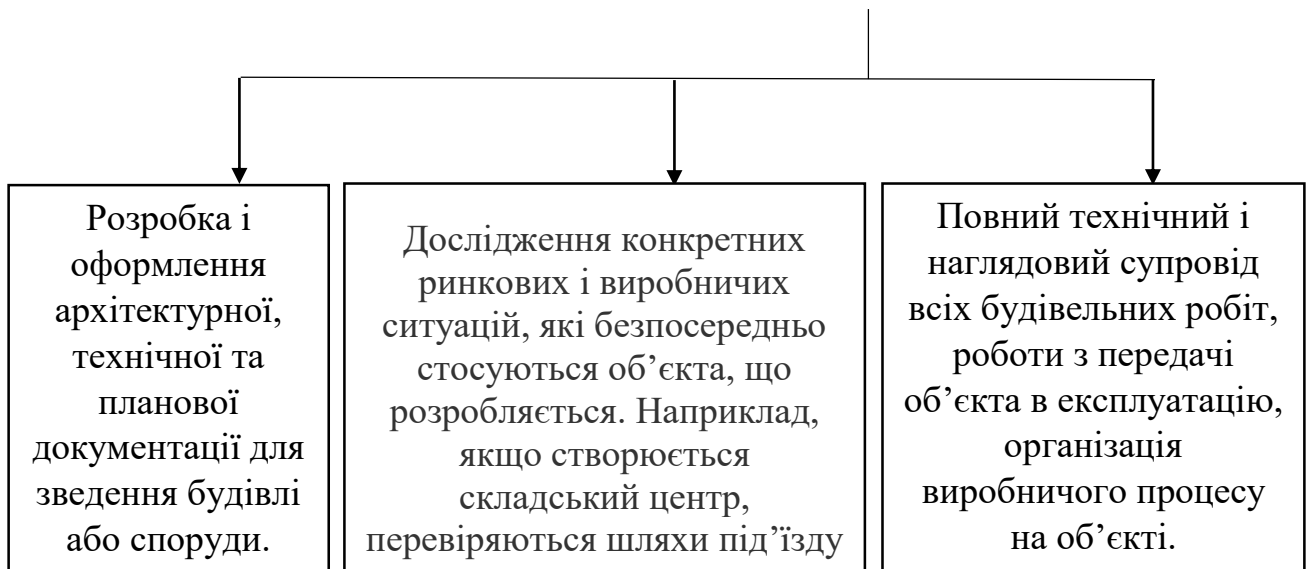 Розробка і
оформлення
архітектурної,
технічної та
планової
документації для
зведення будівлі
або споруди.
Дослідження конкретних
ринкових і виробничих
ситуацій, які безпосередньо
стосуються об’єкта, що
розробляється. Наприклад,
якщо створюється
складський центр,
перевіряються шляхи під’їзду
Повний технічний і
наглядовий супровід
всіх будівельних робіт,
роботи з передачі
об’єкта в експлуатацію,
організація
виробничого процесу
на об’єкті.